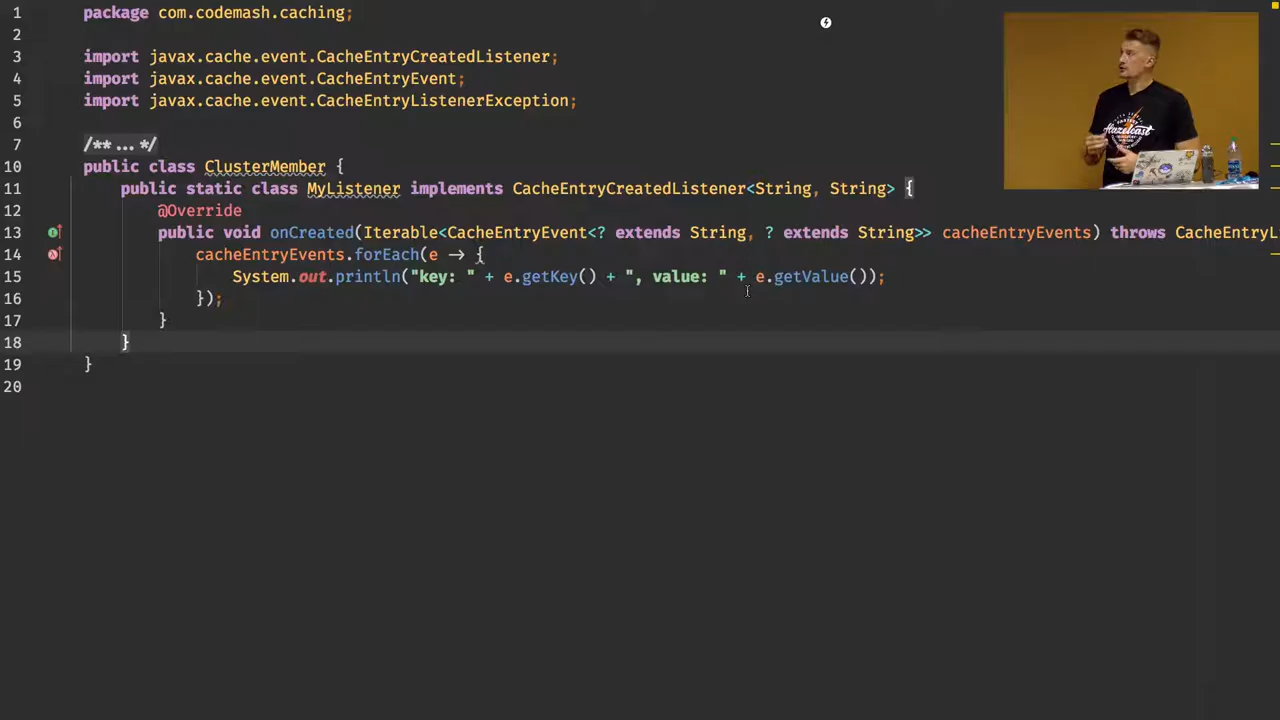 1 package com.codemash.caching;
2
3 import javax.cache.event.CacheEntryCreatedListener;
4 import javax.cache.event.CacheEntryEvent;
5 import javax.cache.event.CacheEntryListenerException;
6
7 /** ... */
10 public class ClusterMember {
11 public static class MyListener implements CacheEntryCreatedListener<String, String> {
12 @Override
13 public void onCreated(Iterable<CacheEntryEvent<? extends String, ? extends String>> cacheEntryEvents) throws CacheEntryL
14 cacheEntryEvents.forEach(e → {
15 System.out.println("key: " + e.getKey() + ", value: " + e.getValue());
16 });
17 }
18 }
19 }
20
Hazelcast